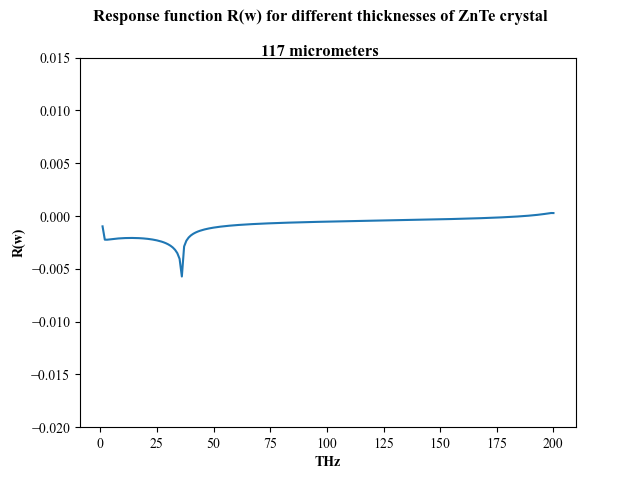 Response function R(w) for different thicknesses of ZnTe crystal
117 micrometers
0.015
0.010
0.005
0.000
−0.005
−0.010
−0.015
−0.020
R(w)
0 25 50 75 100 125 150 175 200
THz